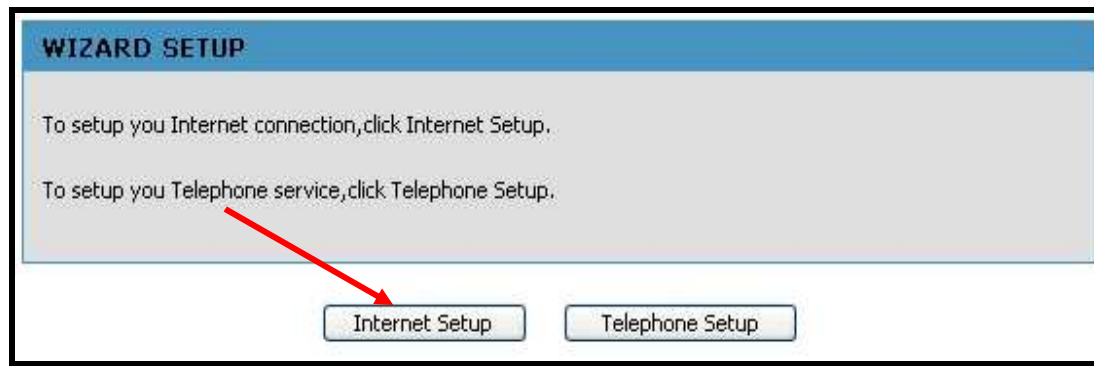 WIZARD SETUP
To setup you Internet connection,click Internet Setup.
To setup you Telephone service,click Telephone Setup.
Internet Setup
Telephone Setup